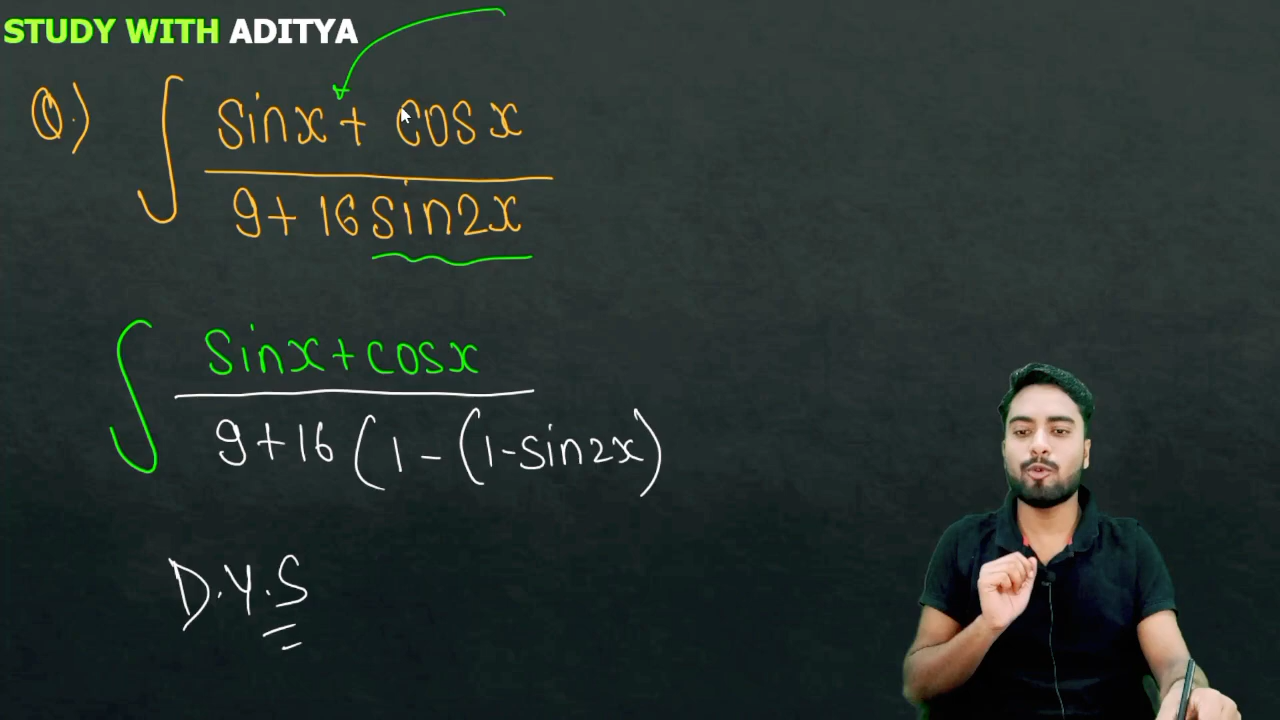 STUDY WITH ADITYA
Q.) ∫ (sinx + cosx)/(9 + 16 sin2x)
∫ (sinx + cosx)/(9 + 16 (1 - (1 - sin2x)
D.Y.S